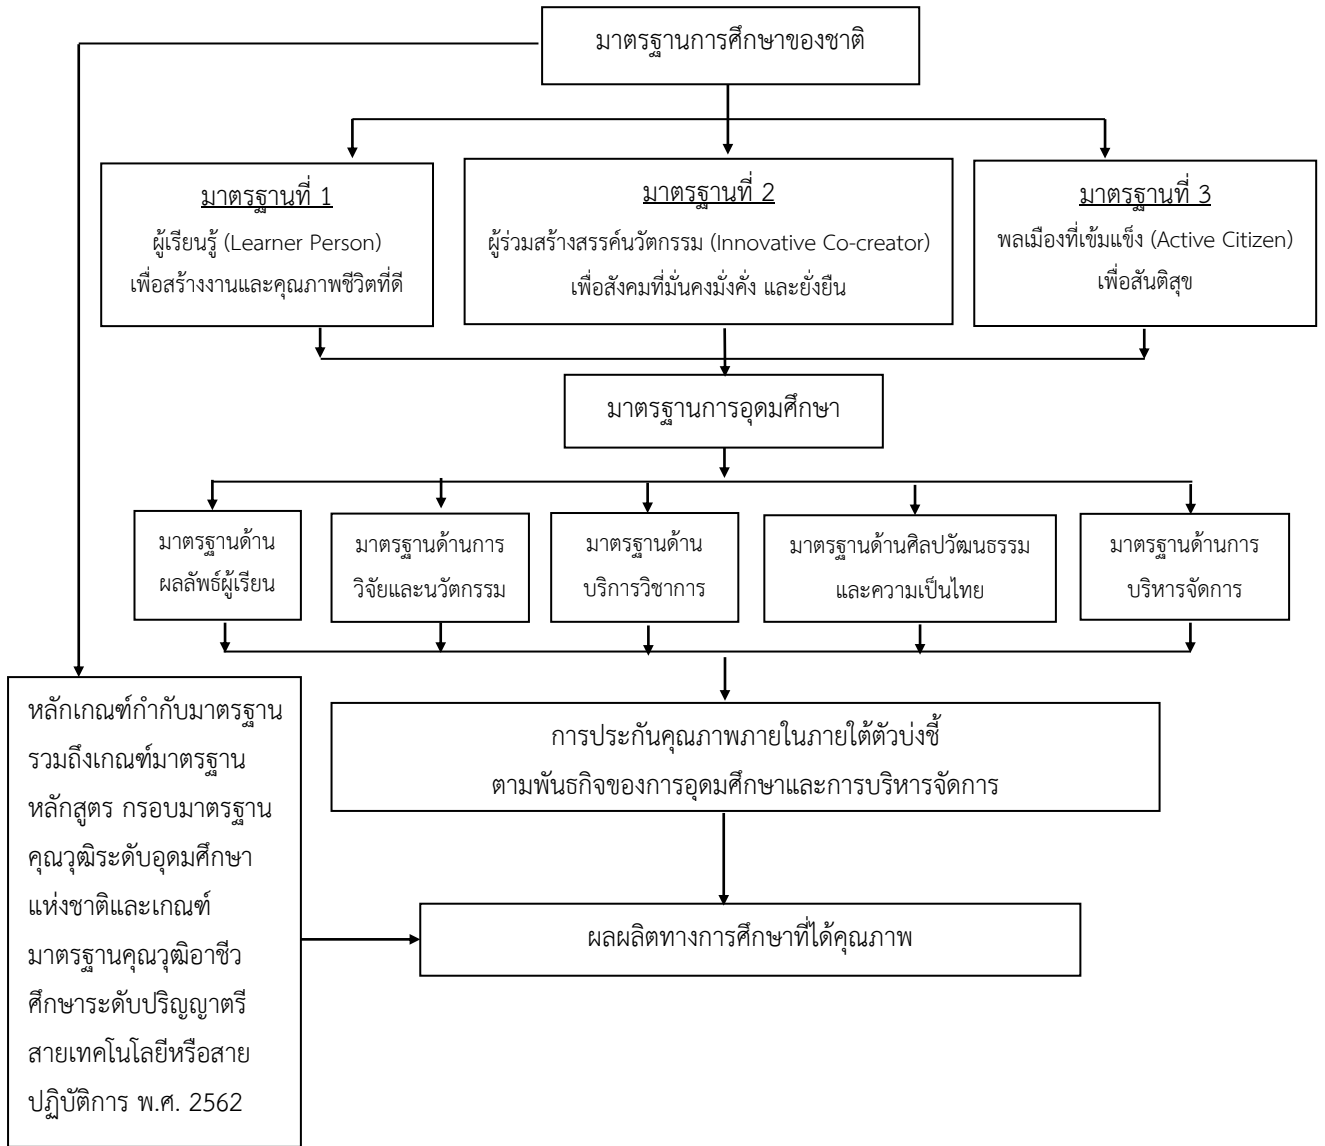 มาตรฐานการศึกษาของชาติ
มาตรฐานที่ 1
ผู้เรียนรู้ (Learner Person)
เพื่อสร้างงานและคุณภาพชีวิตที่ดี
มาตรฐานที่ 2
ผู้ร่วมสร้างสรรค์นวัตกรรม (Innovative Co-creator)
เพื่อสังคมที่มั่นคงมั่งคั่ง และยั่งยืน
มาตรฐานที่ 3
พลเมืองที่เข้มแข็ง (Active Citizen)
เพื่อสันติสุข
มาตรฐานการอุดมศึกษา
มาตรฐานด้าน
ผลลัพธ์ผู้เรียน
มาตรฐานด้านการ
วิจัยและนวัตกรรม
มาตรฐานด้าน
บริการวิชาการ
มาตรฐานด้านศิลปวัฒนธรรม
และความเป็นไทย
มาตรฐานด้านการ
บริหารจัดการ
หลักเกณฑ์กำกับมาตรฐาน
รวมถึงเกณฑ์มาตรฐาน
หลักสูตร กรอบมาตรฐาน
คุณวุฒิระดับอุดมศึกษา
แห่งชาติและเกณฑ์
มาตรฐานคุณวุฒิอาชีว
ศึกษาระดับปริญญาตรี
สายเทคโนโลยีหรือสาย
ปฏิบัติการ พ.ศ. 2562
การประกันคุณภาพภายในภายใต้ตัวบ่งชี้
ตามพันธกิจของการอุดมศึกษาและการบริหารจัดการ
ผลผลิตทางการศึกษาที่ได้คุณภาพ